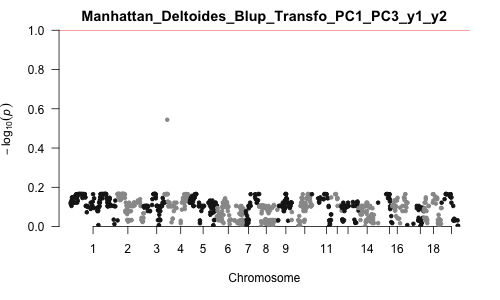 Manhattan_Deltoides_Blup_Transfo_PC1_PC3_y1_y2
1.0
0.8
0.6
0.4
0.2
0.0
− log10(p)
1 2 3 4 5 6 7 8 9 11 14 16 18
Chromosome